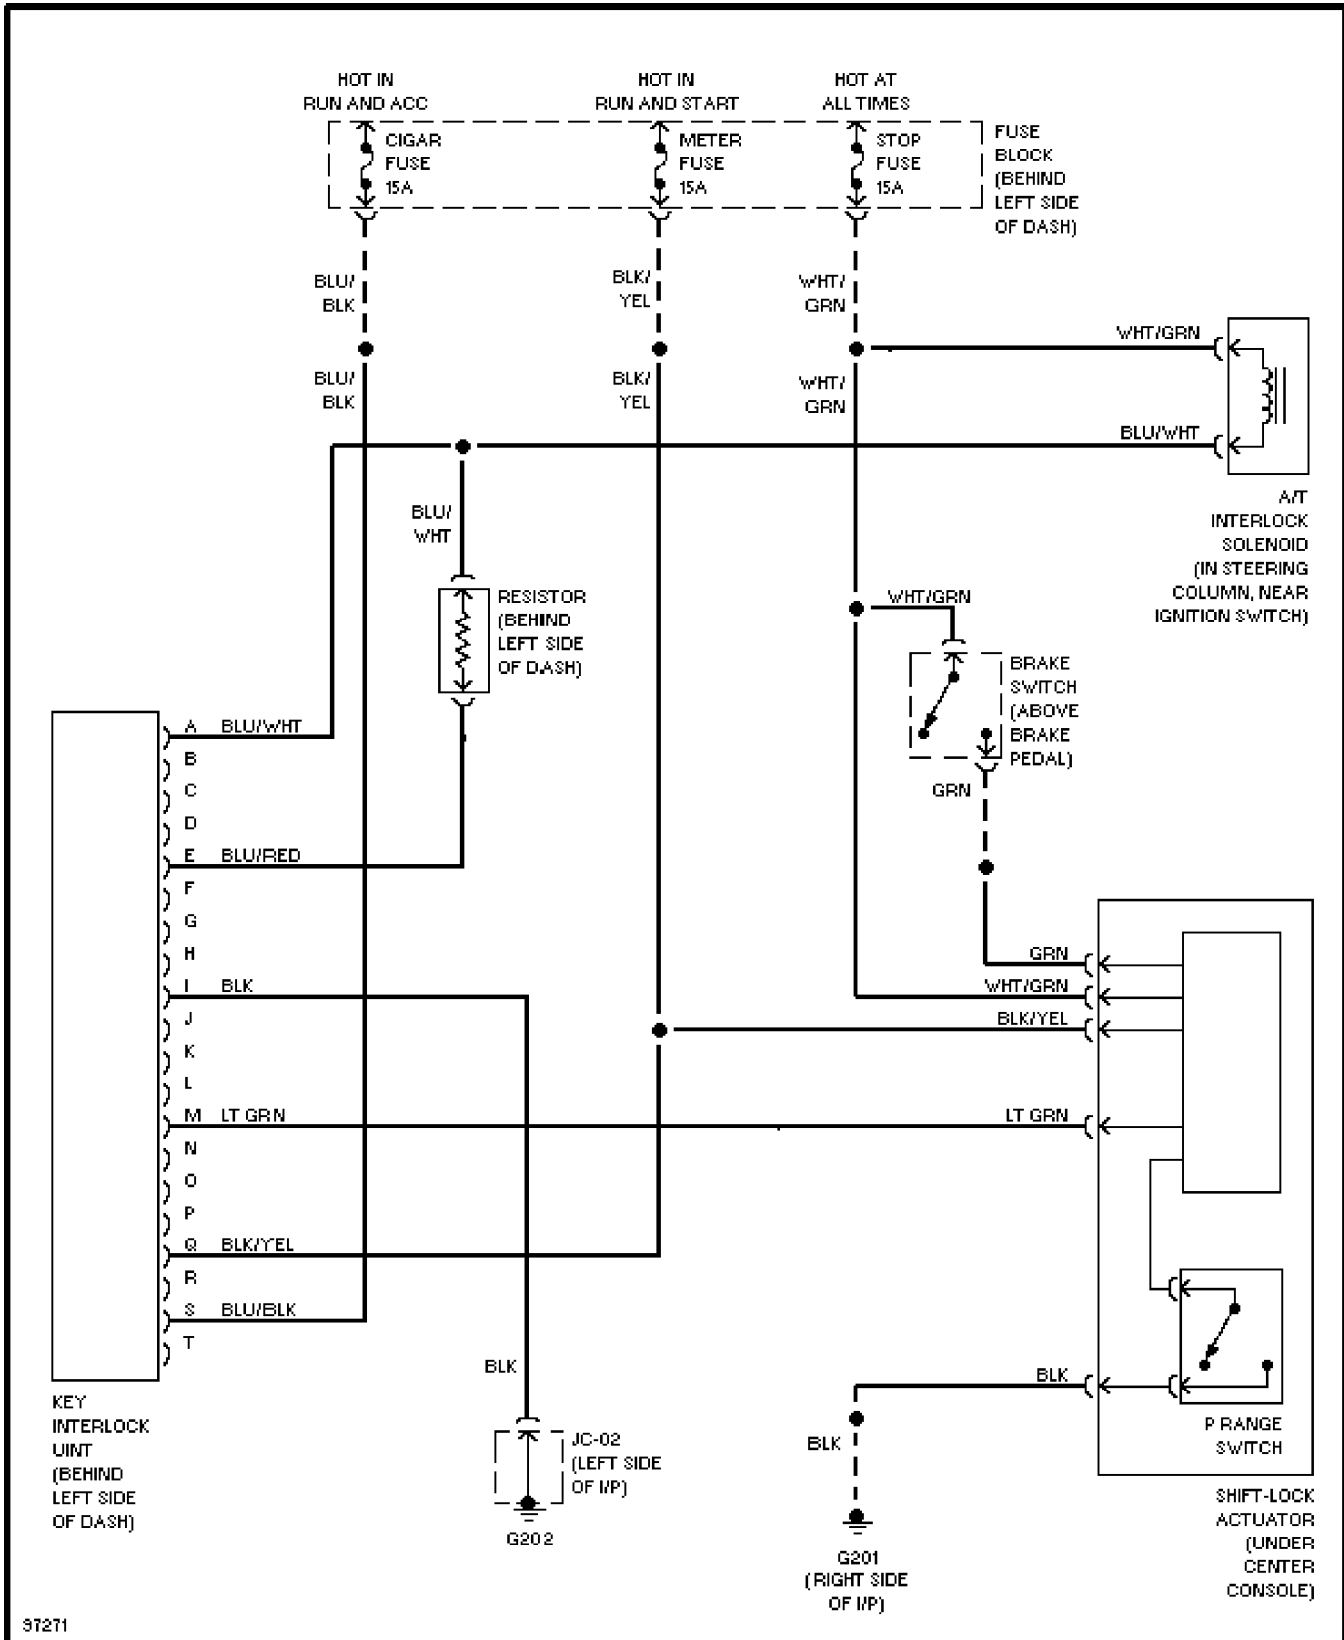 HOT IN
RUN AND ACC
HOT IN
RUN AND START
HOT AT
ALL TIMES
CIGAR
FUSE
15A
METER
FUSE
15A
STOP
FUSE
15A
FUSE
BLOCK
(BEHIND
LEFT SIDE
OF DASH)
BLU/
BLK
BLK/
YEL
WHT/
GRN
WHT/GRN
BLU/
BLK
BLK/
YEL
WHT/
GRN
BLU/WHT
A/T
INTERLOCK
SOLENOID
(IN STEERING
COLUMN, NEAR
IGNITION SWITCH)
BLU/
WHT
RESISTOR
(BEHIND
LEFT SIDE
OF DASH)
WHT/GRN
BRAKE
SWITCH
(ABOVE
BRAKE
PEDAL)
GRN
A BLU/WHT
B
C
D
E BLU/RED
F
G
H
I BLK
J
K
L
M LT GRN
N
O
P
Q BLK/YEL
R
S BLU/BLK
T
GRN
WHT/GRN
BLK/YEL
LT GRN
BLK
P RANGE
SWITCH
SHIFT-LOCK
ACTUATOR
(UNDER
CENTER
CONSOLE)
KEY
INTERLOCK
UINT
(BEHIND
LEFT SIDE
OF DASH)
BLK
JC-02
(LEFT SIDE
OF I/P)
G202
BLK
G201
(RIGHT SIDE
OF I/P)
97271